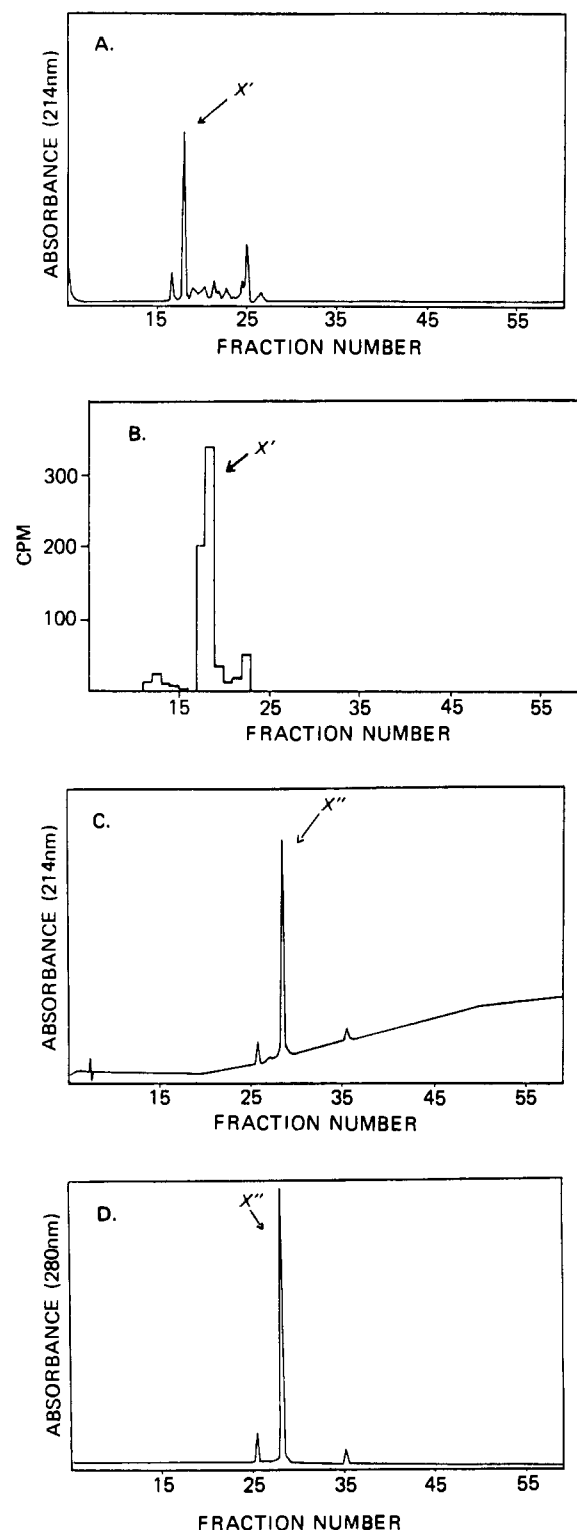 A.
X'
ABSORBANCE (214nm)
15 25 35 45 55
FRACTION NUMBER
B.
X'
CPM
300
200
100
15 25 35 45 55
FRACTION NUMBER
C.
X"
ABSORBANCE (214nm)
15 25 35 45 55
FRACTION NUMBER
D.
X"
ABSORBANCE (280nm)
15 25 35 45 55
FRACTION NUMBER